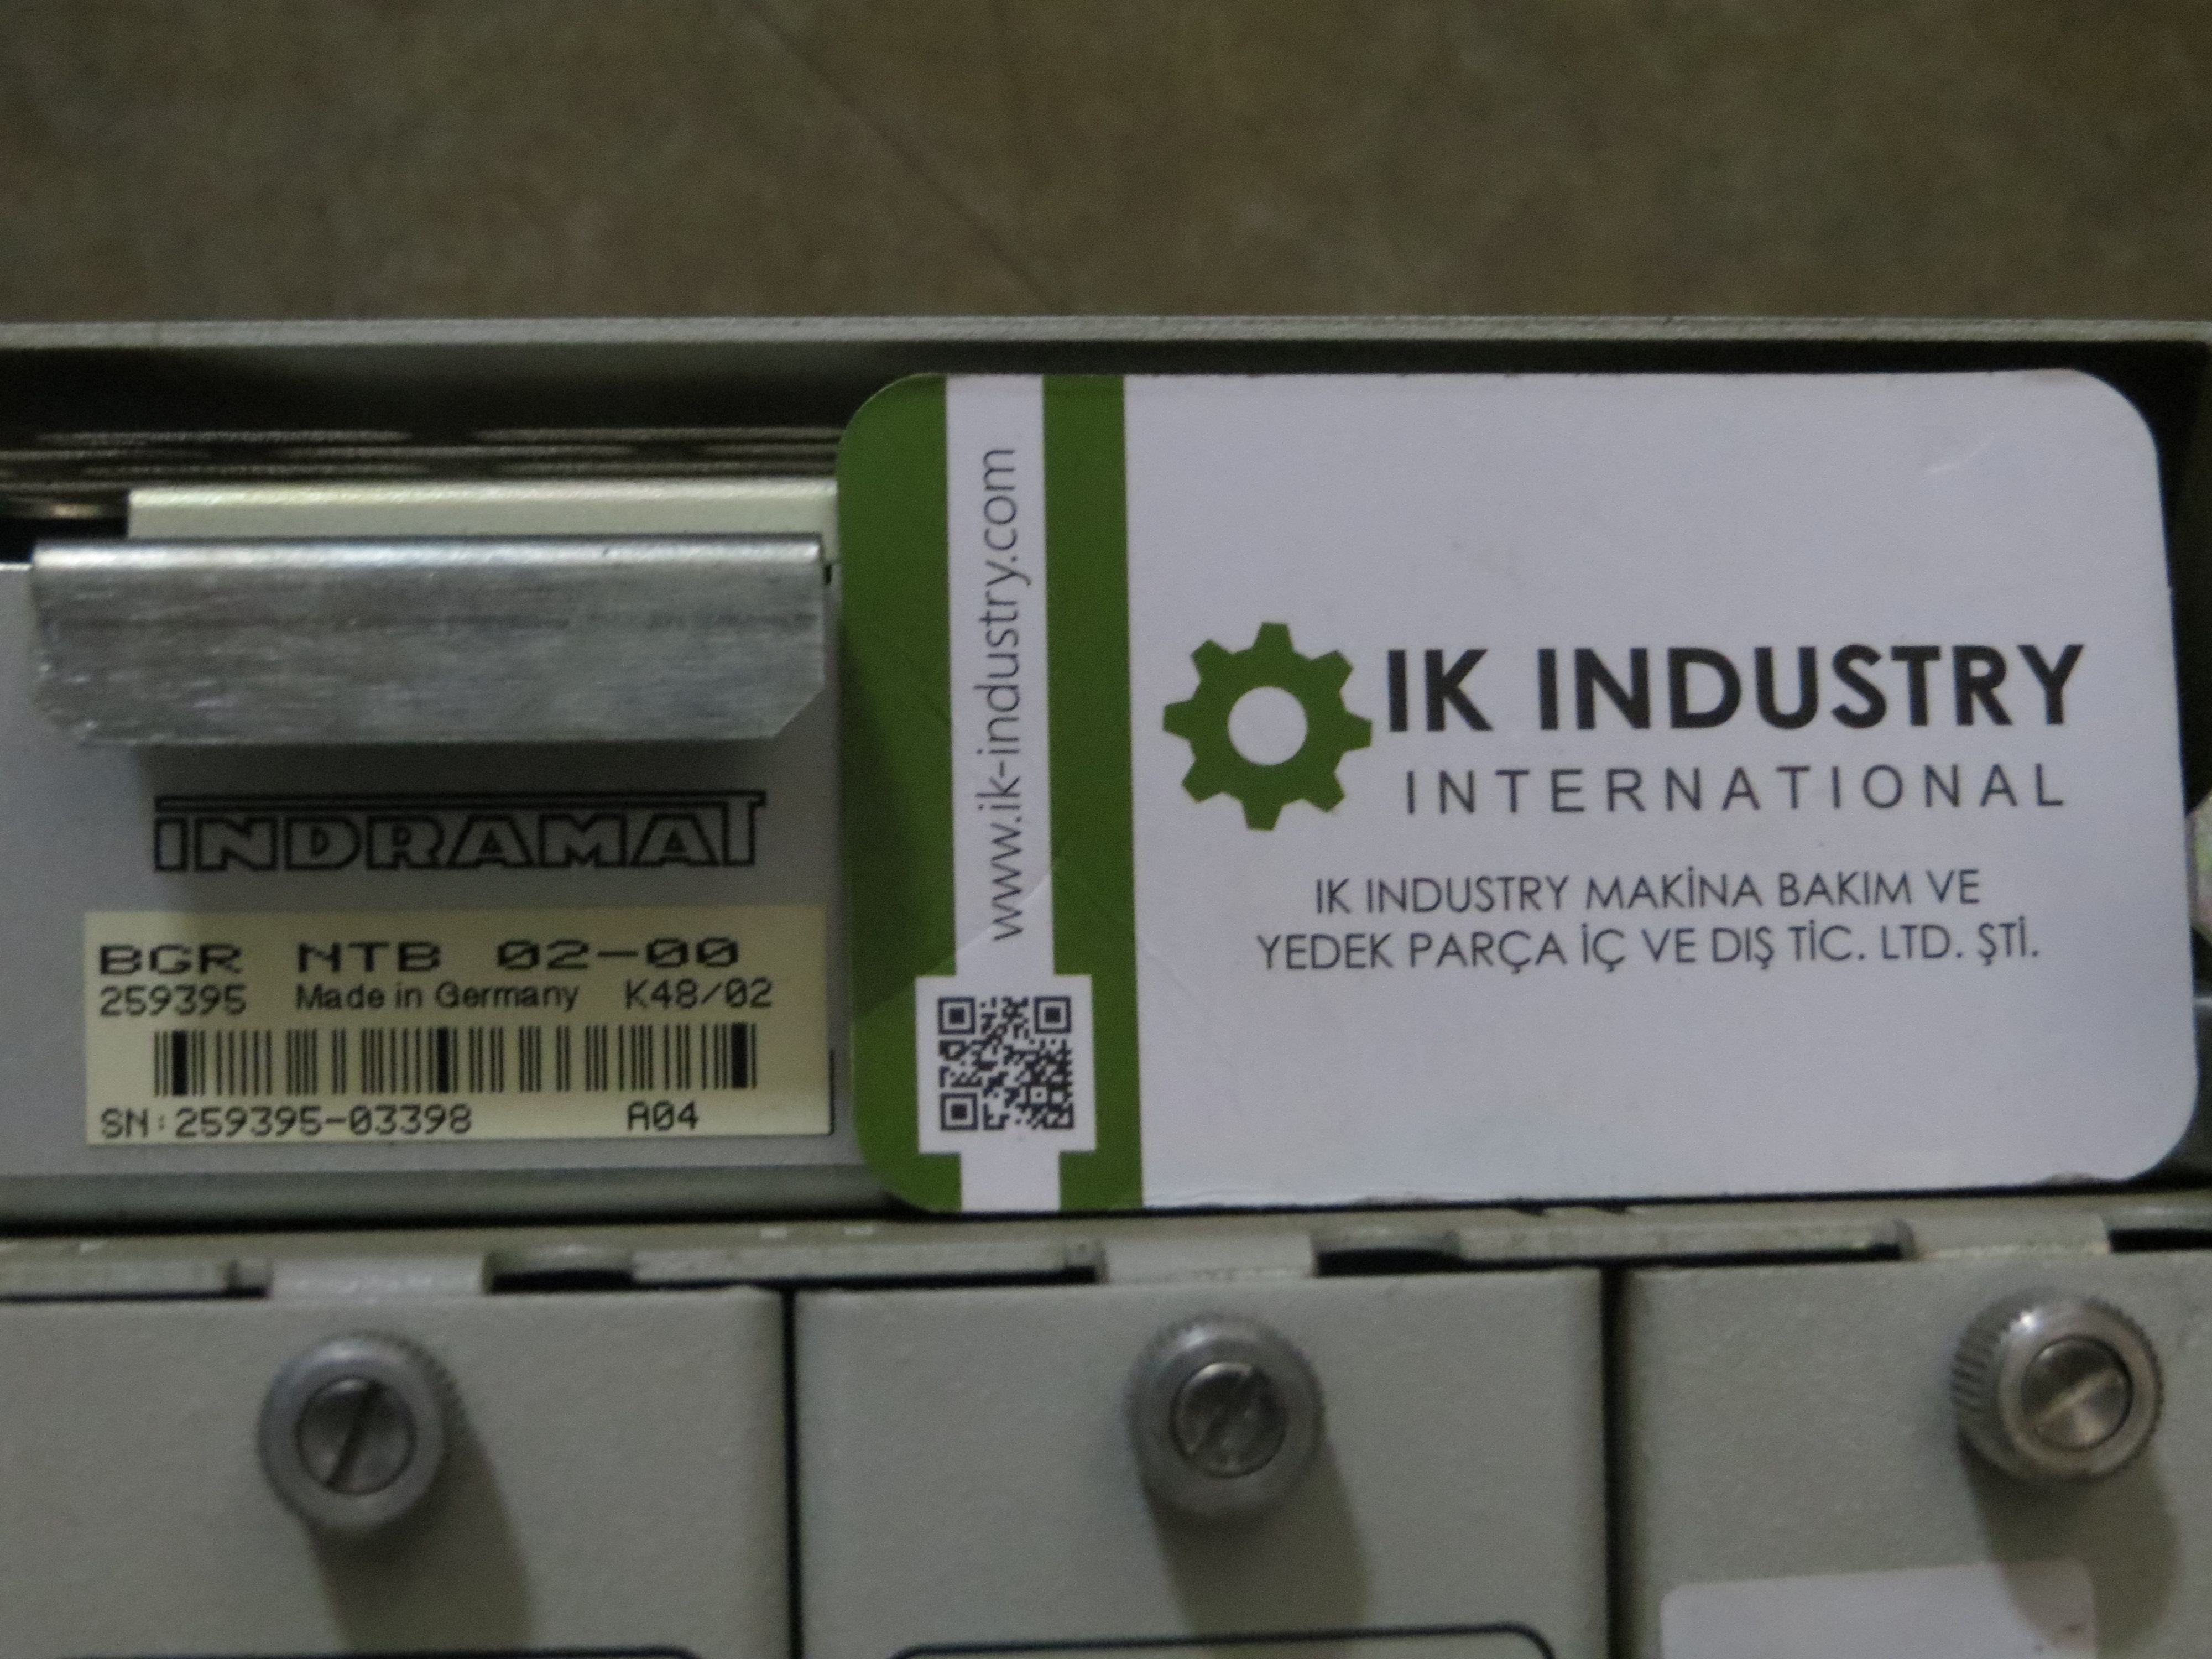 INDRAMAT
BGR NTB 02-00
259395 Made in Germany K48/02
SN:259395-03398 A04
www.ik-industry.com
IK INDUSTRY
INTERNATIONAL
IK INDUSTRY MAKİNA BAKIM VE
YEDEK PARÇA İÇ VE DIŞ TİC. LTD. ŞTİ.